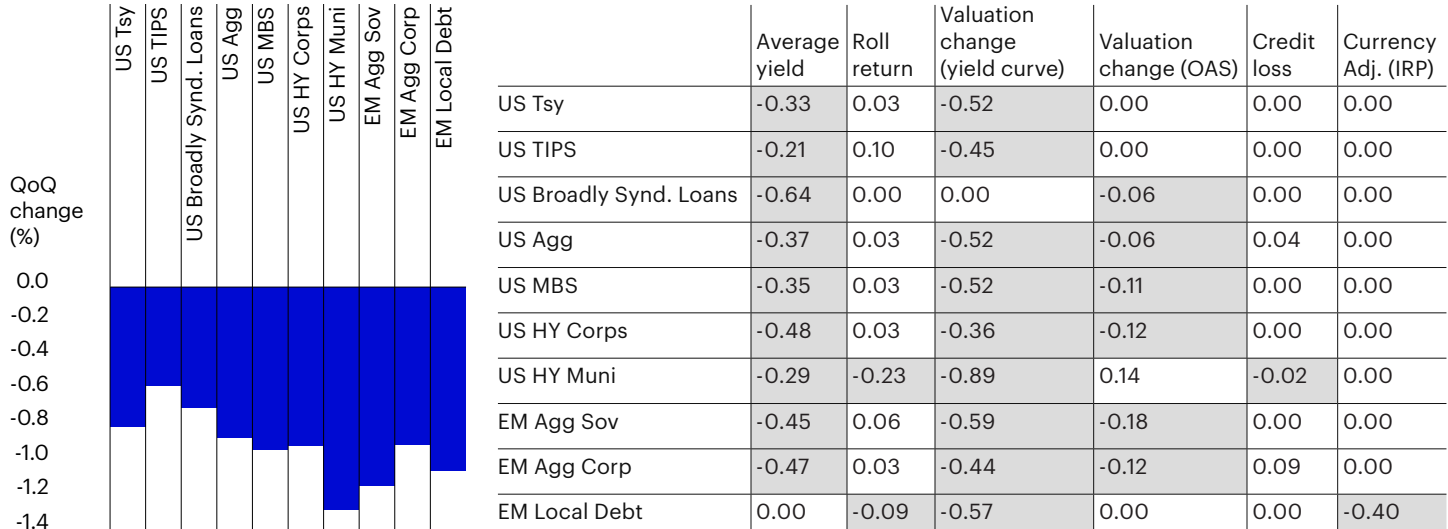 US Tsy
US TIPS
US Broadly Synd. Loans
US Agg
US MBS
US HY Corps
US HY Muni
EM Agg Sov
EM Agg Corp
EM Local Debt
QoQ
change
(%)
0.0
-0.2
-0.4
-0.6
-0.8
-1.0
-1.2
-1.4
Average yield Roll return Valuation change (yield curve) Valuation change (OAS) Credit loss Currency Adj. (IRP)
US Tsy -0.33 0.03 -0.52 0.00 0.00 0.00
US TIPS -0.21 0.10 -0.45 0.00 0.00 0.00
US Broadly Synd. Loans -0.64 0.00 0.00 -0.06 0.00 0.00
US Agg -0.37 0.03 -0.52 -0.06 0.04 0.00
US MBS -0.35 0.03 -0.52 -0.11 0.00 0.00
US HY Corps -0.48 0.03 -0.36 -0.12 0.00 0.00
US HY Muni -0.29 -0.23 -0.89 0.14 -0.02 0.00
EM Agg Sov -0.45 0.06 -0.59 -0.18 0.00 0.00
EM Agg Corp -0.47 0.03 -0.44 -0.12 0.09 0.00
EM Local Debt 0.00 -0.09 -0.57 0.00 0.00 -0.40